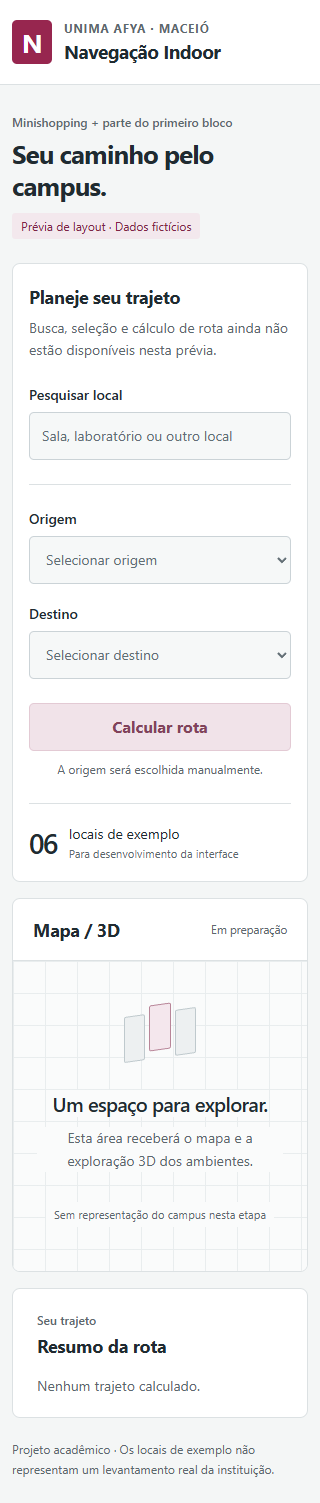 N
UNIMA AFYA · MACEIÓ
Navegação Indoor
Minishopping + parte do primeiro bloco
Seu caminho pelo
campus.
Prévia de layout · Dados fictícios
Planeje seu trajeto
Busca, seleção e cálculo de rota ainda não
estão disponíveis nesta prévia.
Pesquisar local
Sala, laboratório ou outro local
Origem
Selecionar origem
Destino
Selecionar destino
Calcular rota
A origem será escolhida manualmente.
06
locais de exemplo
Para desenvolvimento da interface
Mapa / 3D
Em preparação
Um espaço para explorar.
Esta área receberá o mapa e a
exploração 3D dos ambientes.
Sem representação do campus nesta etapa
Seu trajeto
Resumo da rota
Nenhum trajeto calculado.
Projeto acadêmico · Os locais de exemplo não
representam um levantamento real da instituição.